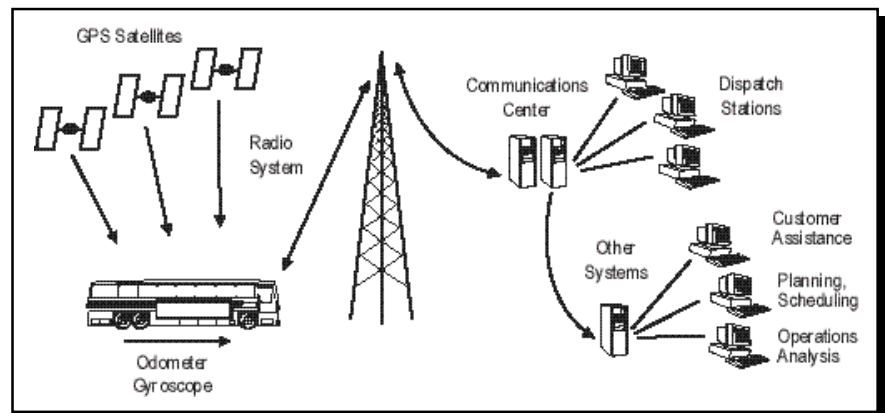 GPS Satellites
Radio
System
Communications
Center
Dispatch
Stations
Customer
Assistance
Other
Systems
Planning,
Scheduling
Operations
Analysis
Odometer
Gyroscope